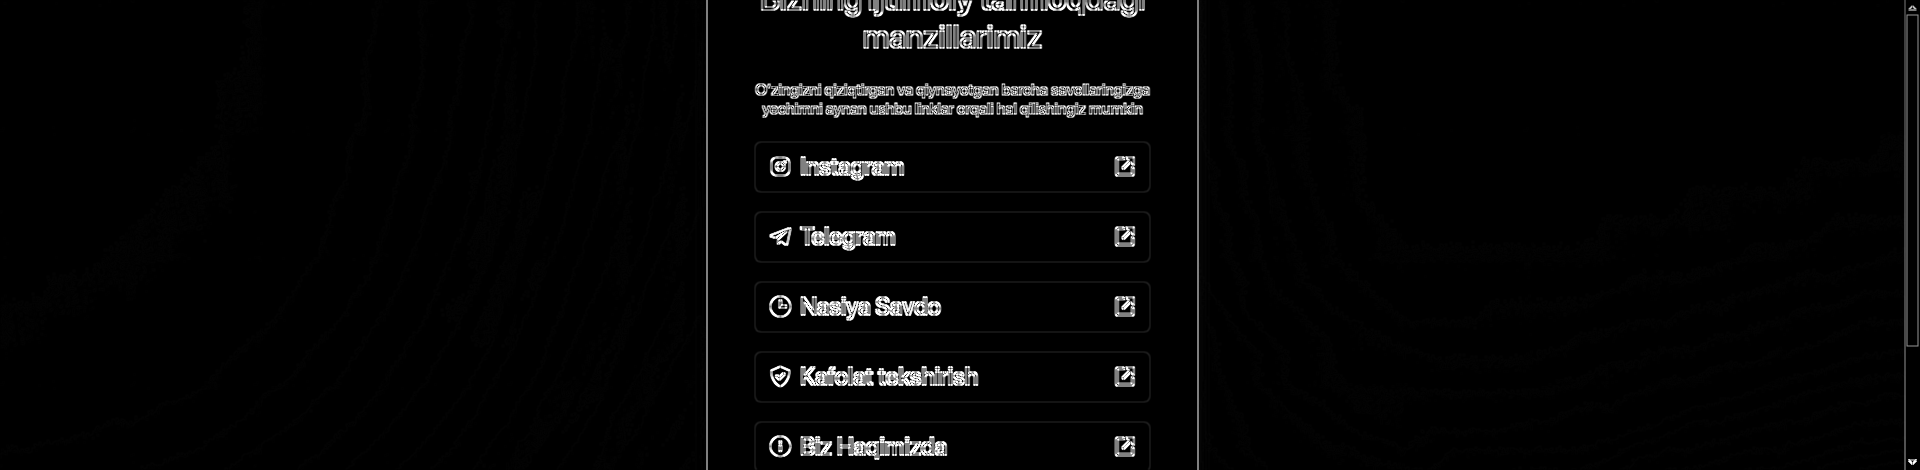 Bizning ijtimoiy tarmoqdagi
manzillarimiz
O'zingizni qiziqtirgan va qiynayotgan barcha savollaringizga
yechimni aynan ushbu linklar orqali hal qilishingiz mumkin
Instagram
Telegram
Nasiya Savdo
Kafolat tekshirish
Biz Haqimizda